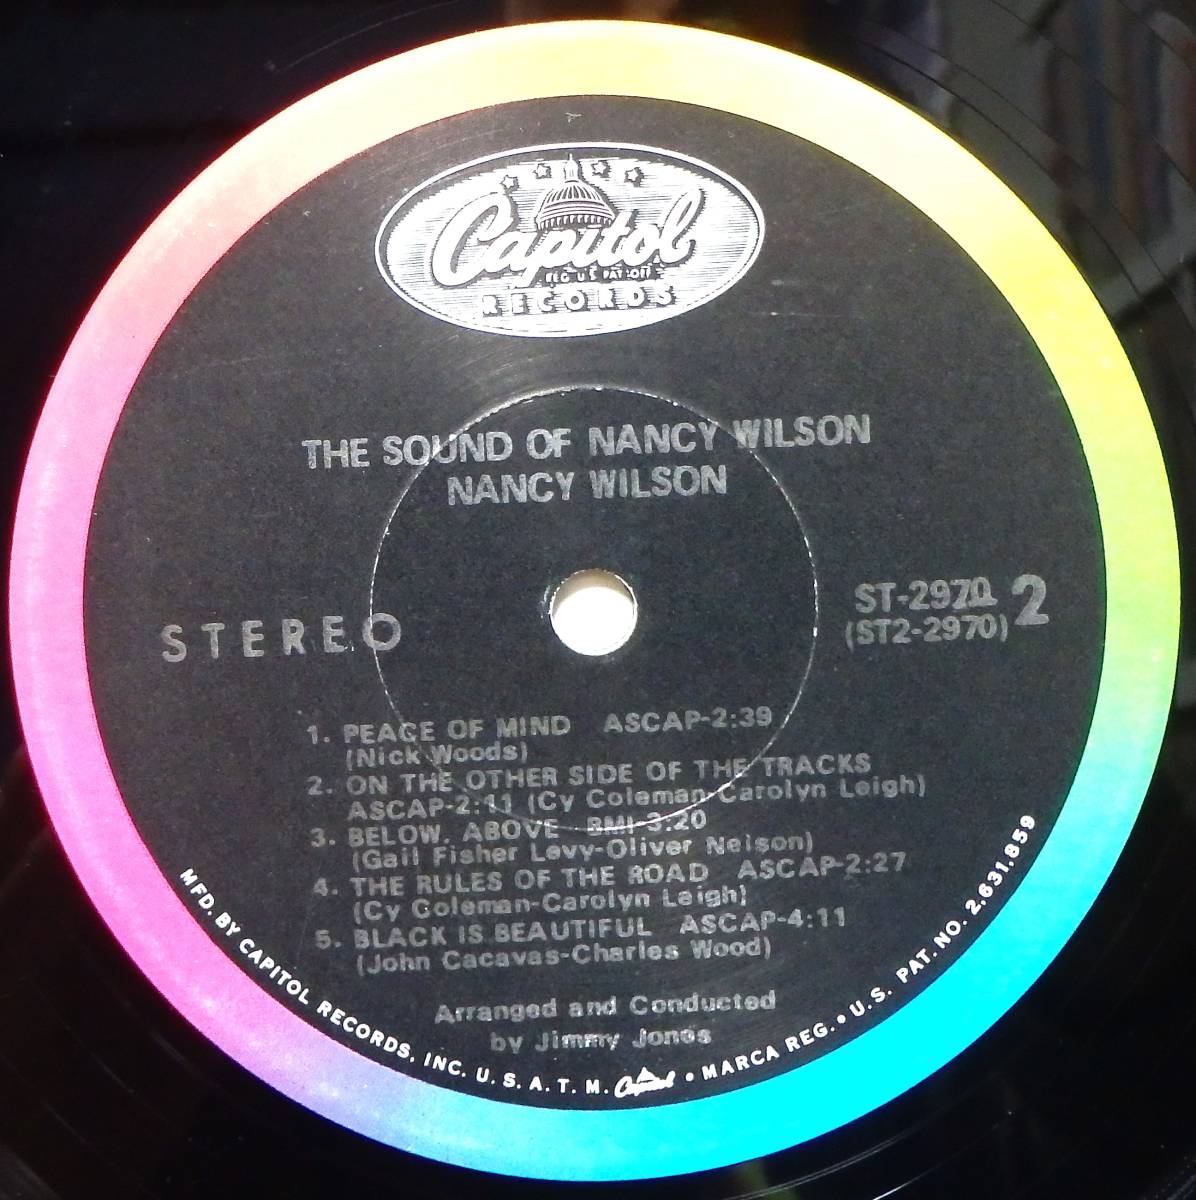 Capitol
REG. U.S. PAT. OFF.
RECORDS
THE SOUND OF NANCY WILSON
NANCY WILSON
STEREO
ST-2970 2
(ST2-2970)
1. PEACE OF MIND ASCAP-2:39
(Nick Woods)
2. ON THE OTHER SIDE OF THE TRACKS
ASCAP-2:11 (Cy Coleman-Carolyn Leigh)
3. BELOW, ABOVE BMI-3:20
(Gail Fisher Levy-Oliver Nelson)
4. THE RULES OF THE ROAD ASCAP-2:27
(Cy Coleman-Carolyn Leigh)
5. BLACK IS BEAUTIFUL ASCAP-4:11
(John Cacavas-Charles Wood)
Arranged and Conducted
by Jimmy Jones
MFD. BY CAPITOL RECORDS, INC. U.S.A. T.M. Capitol • MARCA REG. • U.S. PAT. NO. 2,631,859